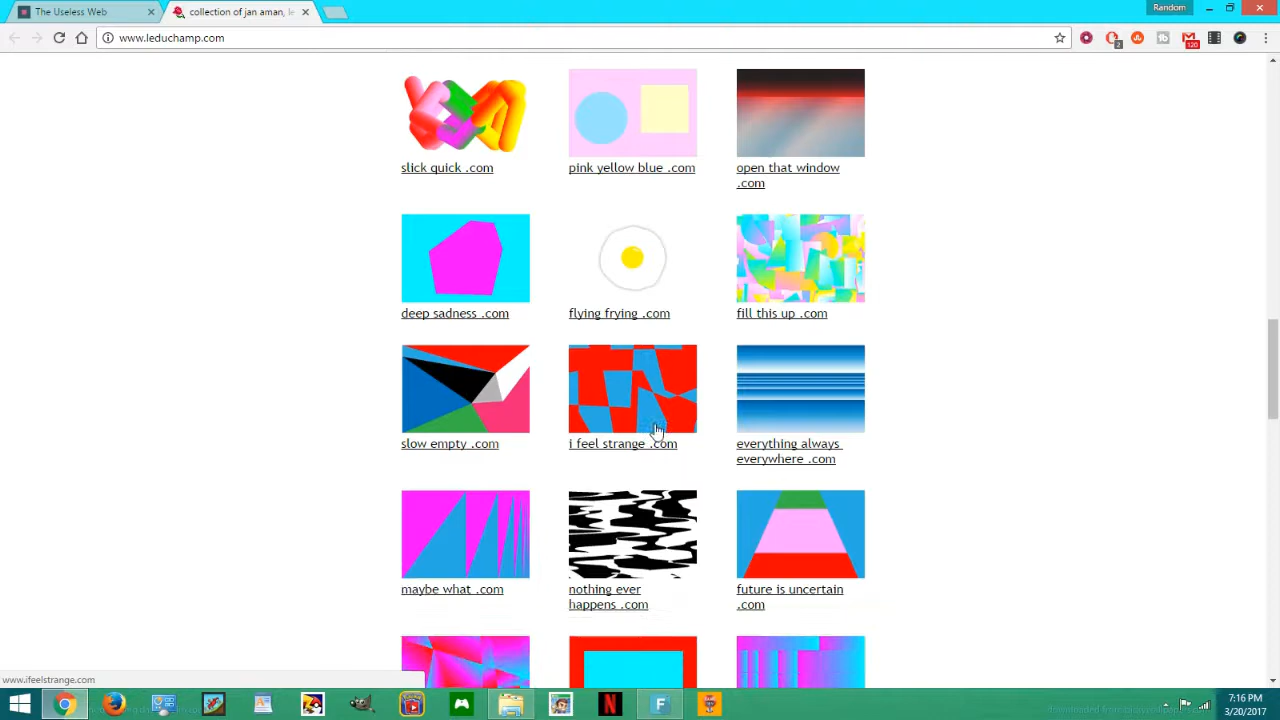 The Useless Web
collection of jan aman, le
Random
www.leduchamp.com
2
120
slick quick .com
pink yellow blue .com
open that window
.com
deep sadness .com
flying frying .com
fill this up .com
slow empty .com
i feel strange .com
everything always
everywhere .com
maybe what .com
nothing ever
happens .com
future is uncertain
.com
www.ifeelstrange.com
7:16 PM
3/20/2017